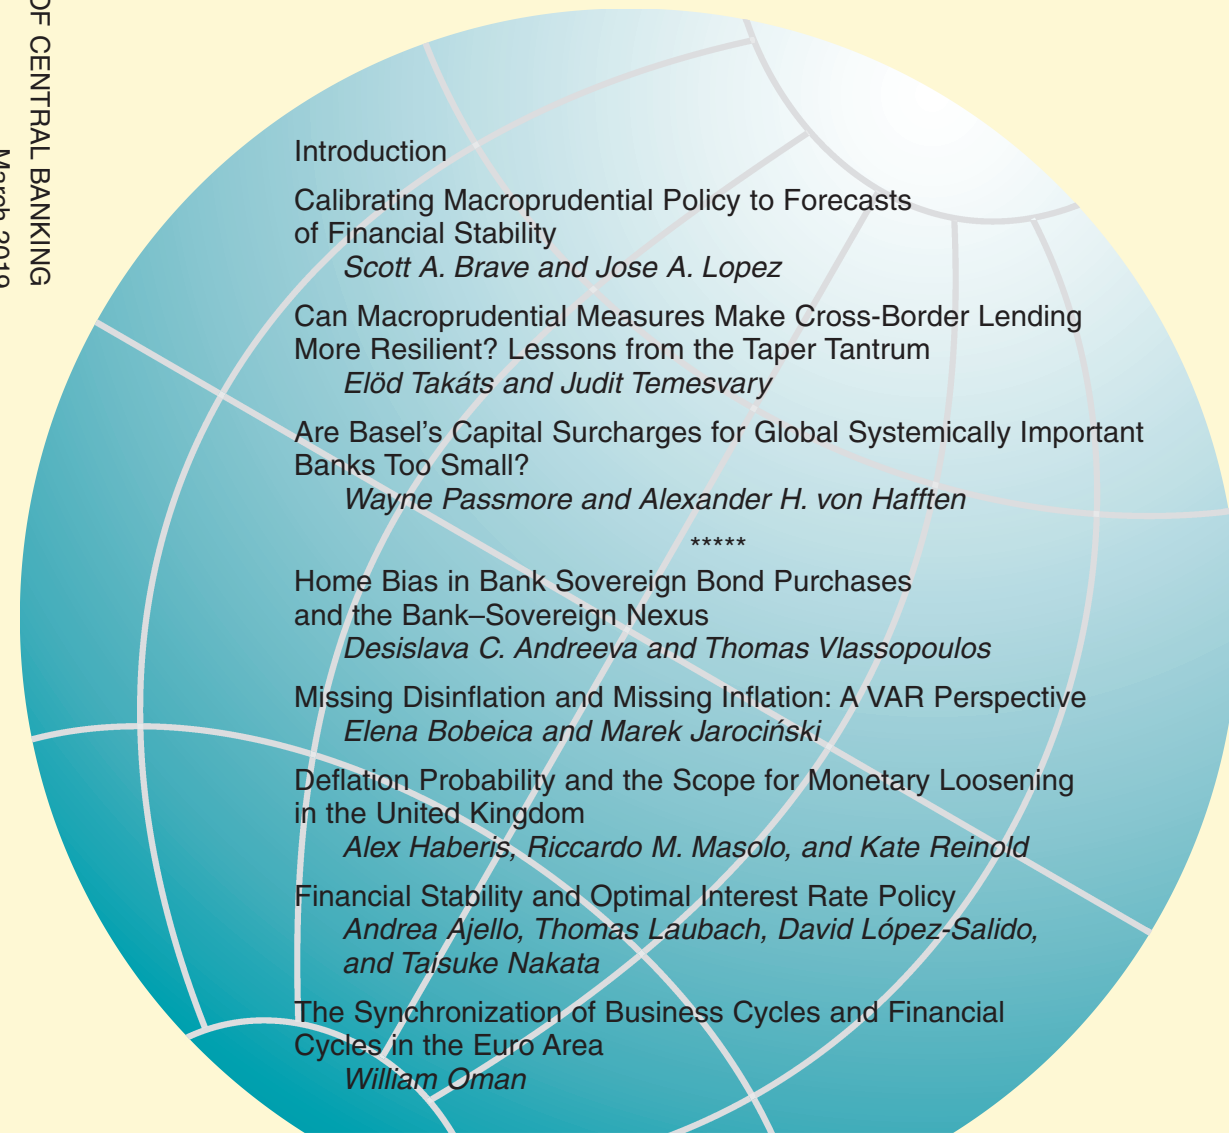 OF CENTRAL BANKING
March 2019
Introduction
Calibrating Macroprudential Policy to Forecasts
of Financial Stability
Scott A. Brave and Jose A. Lopez
Can Macroprudential Measures Make Cross-Border Lending
More Resilient? Lessons from the Taper Tantrum
Elöd Takáts and Judit Temesvary
Are Basel's Capital Surcharges for Global Systemically Important
Banks Too Small?
Wayne Passmore and Alexander H. von Hafften
*****
Home Bias in Bank Sovereign Bond Purchases
and the Bank–Sovereign Nexus
Desislava C. Andreeva and Thomas Vlassopoulos
Missing Disinflation and Missing Inflation: A VAR Perspective
Elena Bobeica and Marek Jarociński
Deflation Probability and the Scope for Monetary Loosening
in the United Kingdom
Alex Haberis, Riccardo M. Masolo, and Kate Reinold
Financial Stability and Optimal Interest Rate Policy
Andrea Ajello, Thomas Laubach, David López-Salido,
and Taisuke Nakata
The Synchronization of Business Cycles and Financial
Cycles in the Euro Area
William Oman